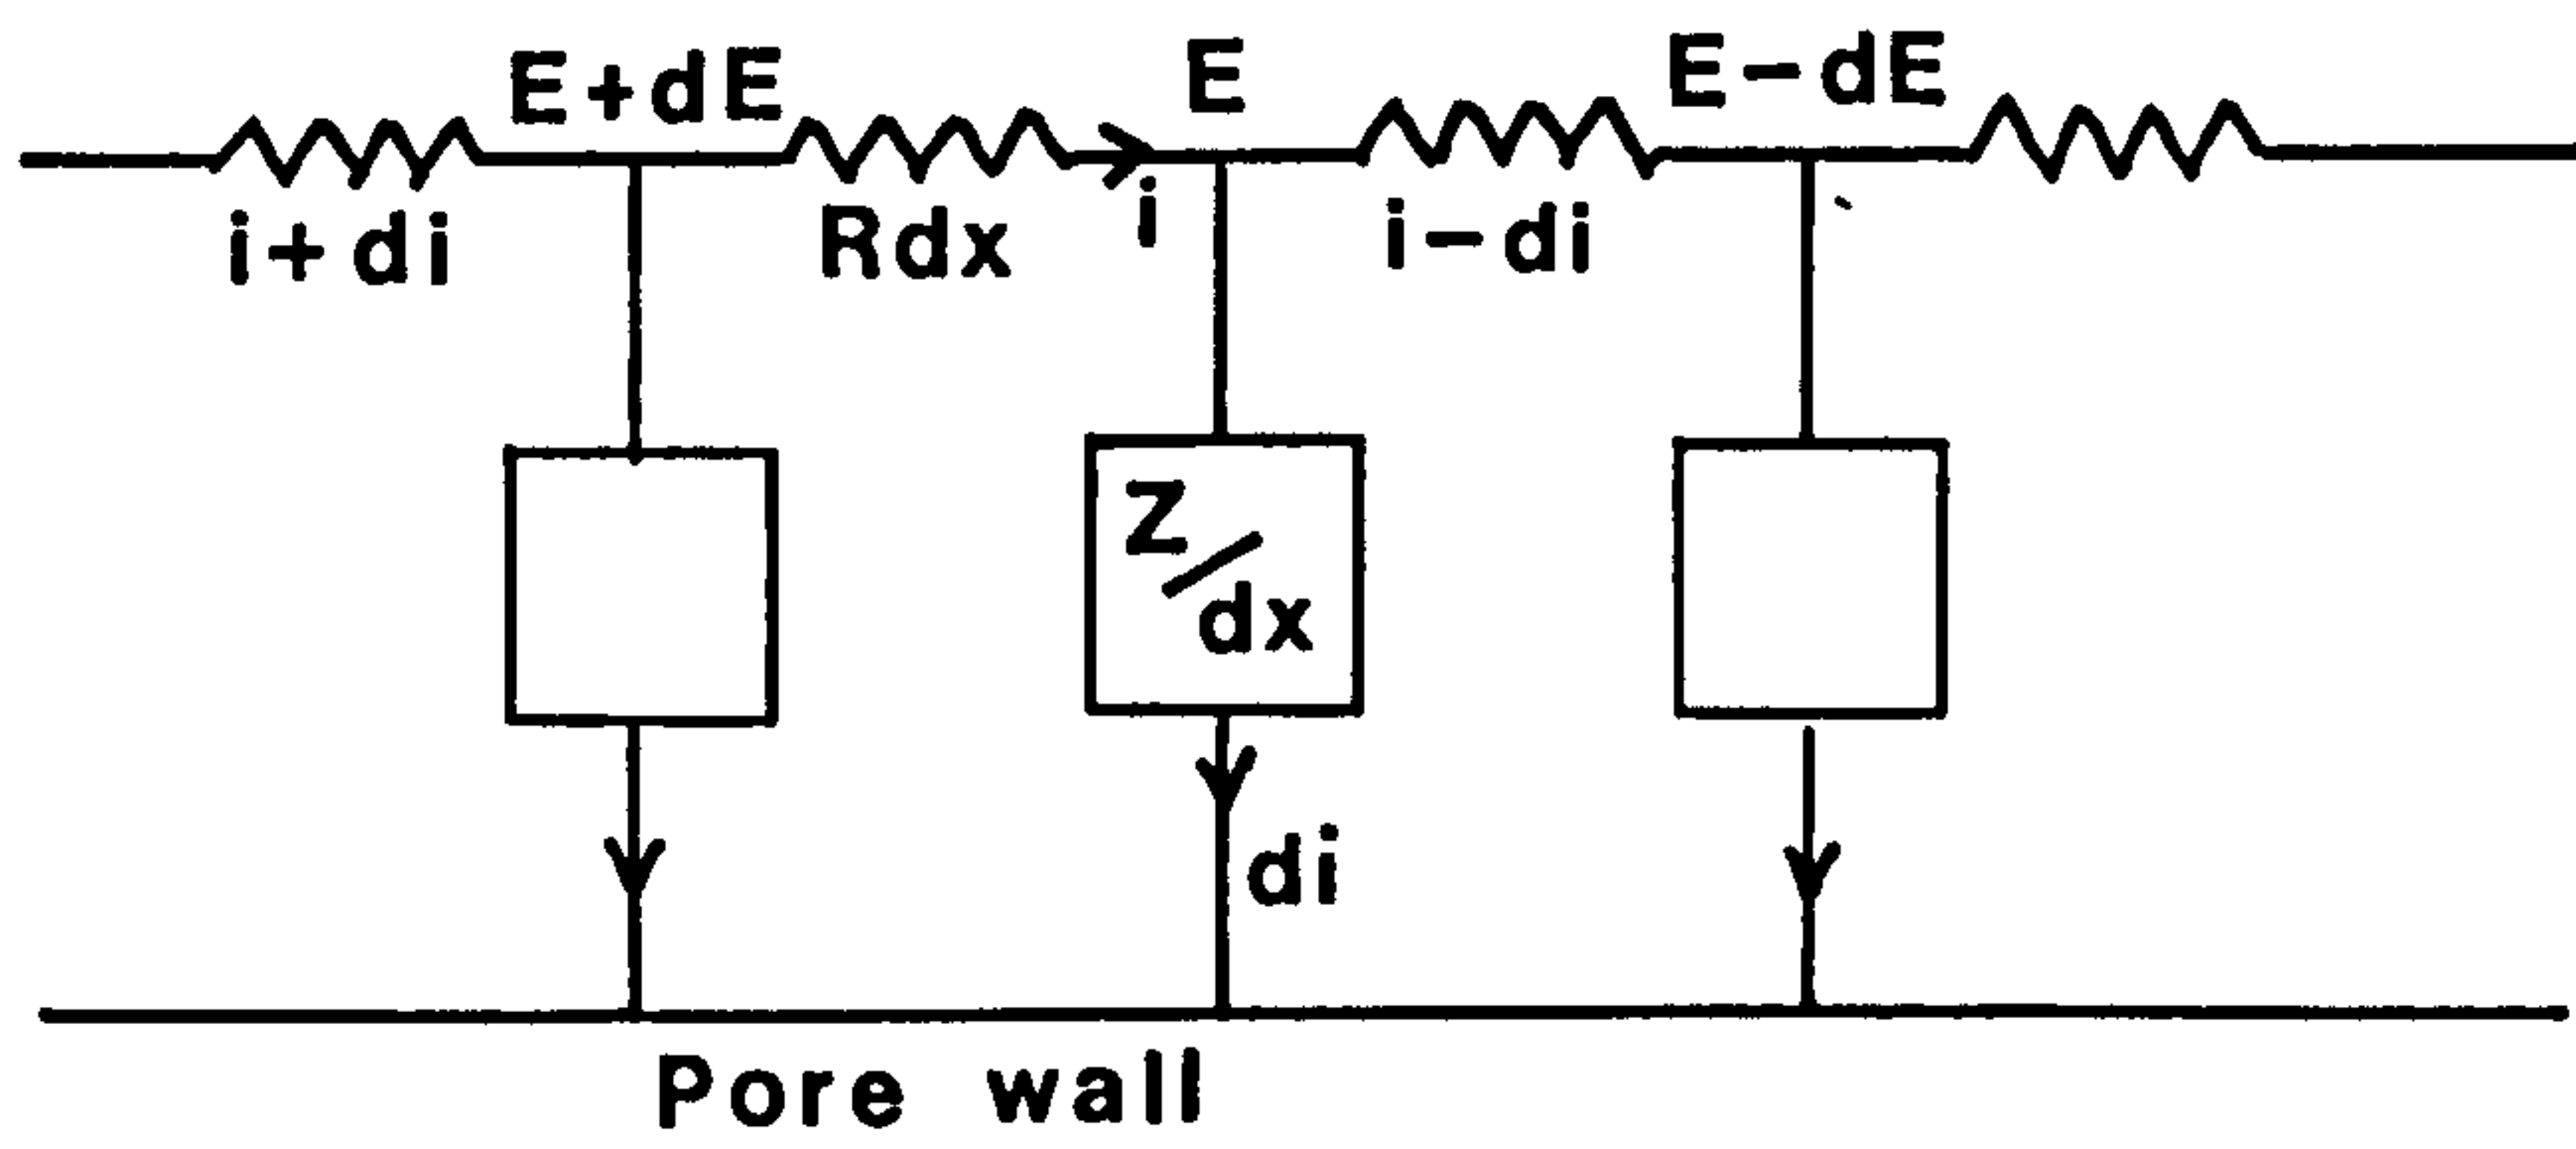 E+dE E E-dE
i+di Rdx i i-di
Z/dx
di
Pore wall